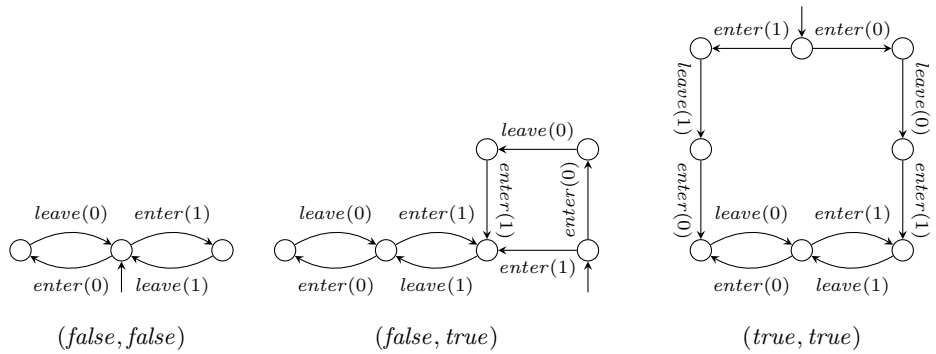 enter(1) enter(0)
leave(1) leave(0)
leave(0)
enter(1) enter(0)
enter(0) enter(1)
leave(0) enter(1) leave(0) enter(1) leave(0) enter(1)
enter(1)
enter(0) leave(1) enter(0) leave(1) enter(0) leave(1)
(false, false) (false, true) (true, true)